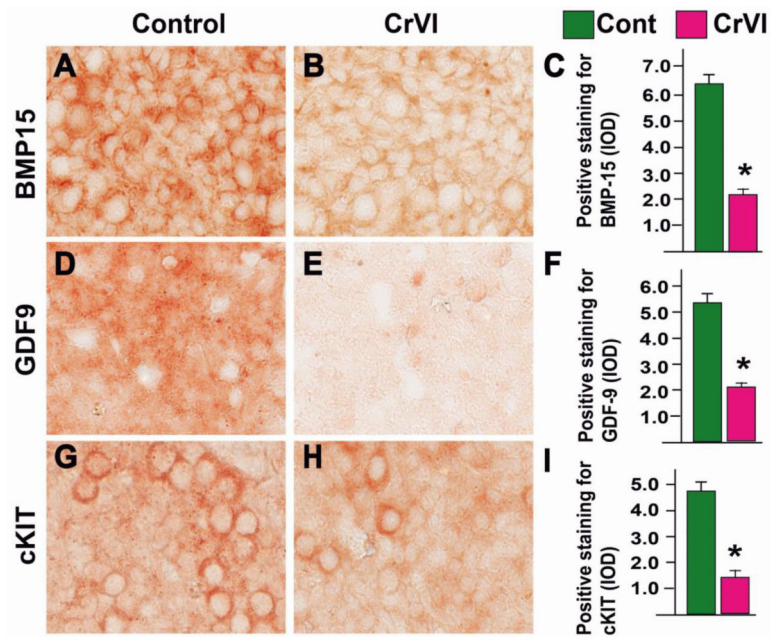 Control
CrVI
Cont
CrVI
BMP15
A
B
C
Positive staining for
BMP-15 (IOD)
7.0
6.0
5.0
4.0
3.0
2.0
1.0
*
GDF9
D
E
F
Positive staining for
GDF-9 (IOD)
6.0
5.0
4.0
3.0
2.0
1.0
*
cKIT
G
H
I
Positive staining for
cKIT (IOD)
5.0
4.0
3.0
2.0
1.0
*